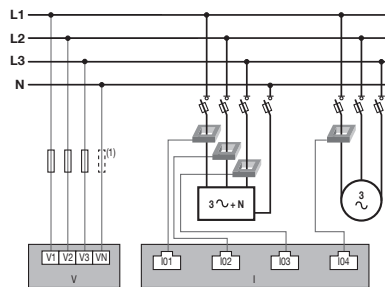 L1
L2
L3
N
(1)
3 ~ + N
3 ~
V1 V2 V3 VN
V
I01 I02 I03 I04
I